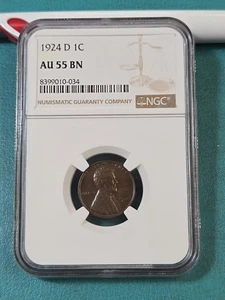 1924 D 1C
AU 55 BN
8399010-034
NUMISMATIC GUARANTY COMPANY
NGC